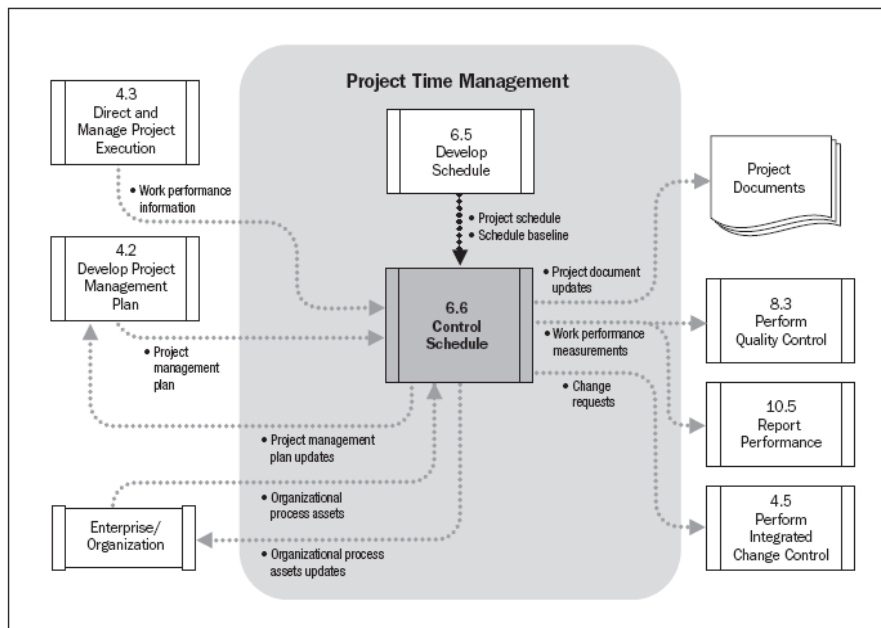 Project Time Management
4.3
Direct and
Manage Project
Execution
6.5
Develop
Schedule
Project
Documents
• Work performance
information
• Project schedule
• Schedule baseline
4.2
Develop Project
Management
Plan
6.6
Control
Schedule
• Project document
updates
8.3
Perform
Quality Control
• Project
management
plan
• Work performance
measurements
• Change
requests
10.5
Report
Performance
• Project management
plan updates
• Organizational
process assets
Enterprise/
Organization
• Organizational process
assets updates
4.5
Perform
Integrated
Change Control